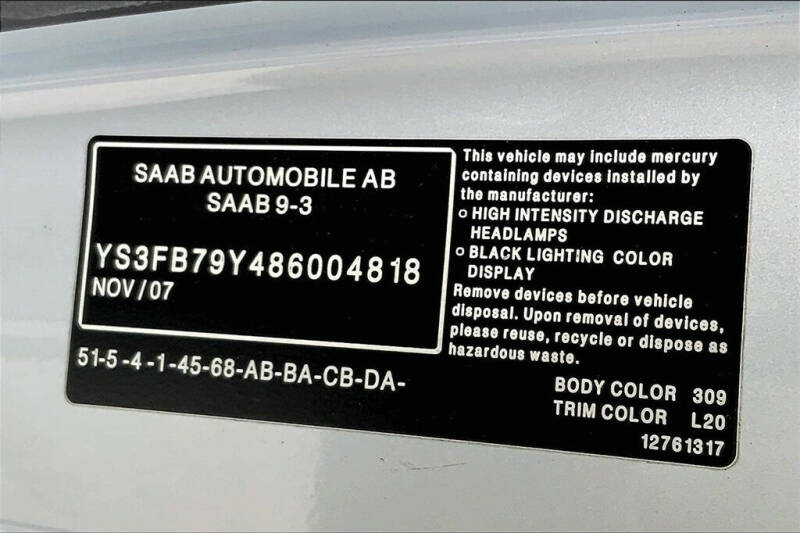 SAAB AUTOMOBILE AB
SAAB 9-3
YS3FB79Y486004818
NOV/07
51-5-4-1-45-68-AB-BA-CB-DA-
This vehicle may include mercury
containing devices installed by
the manufacturer:
o HIGH INTENSITY DISCHARGE
HEADLAMPS
o BLACK LIGHTING COLOR
DISPLAY
Remove devices before vehicle
disposal. Upon removal of devices,
please reuse, recycle or dispose as
hazardous waste.
BODY COLOR 309
TRIM COLOR L20
12761317